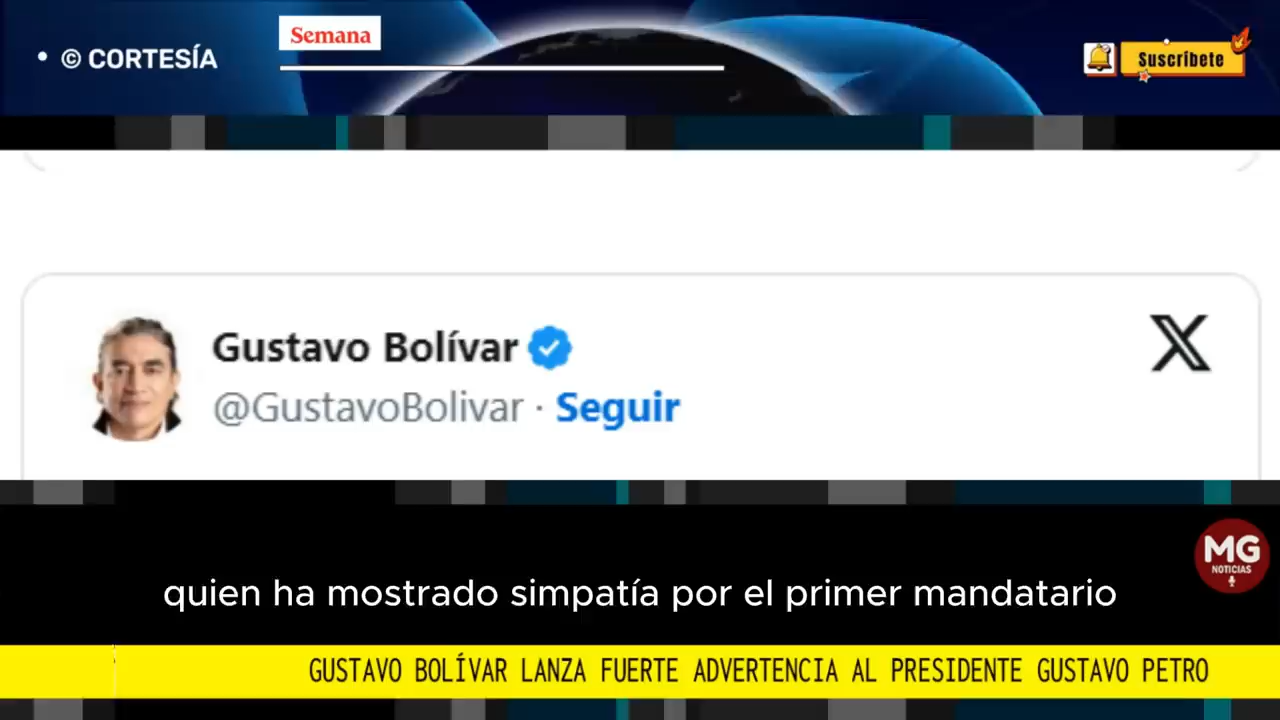 • © CORTESÍA
Semana
Suscríbete
Gustavo Bolívar
@GustavoBolivar · Seguir
X
MG
NOTICIAS
quien ha mostrado simpatía por el primer mandatario
GUSTAVO BOLÍVAR LANZA FUERTE ADVERTENCIA AL PRESIDENTE GUSTAVO PETRO